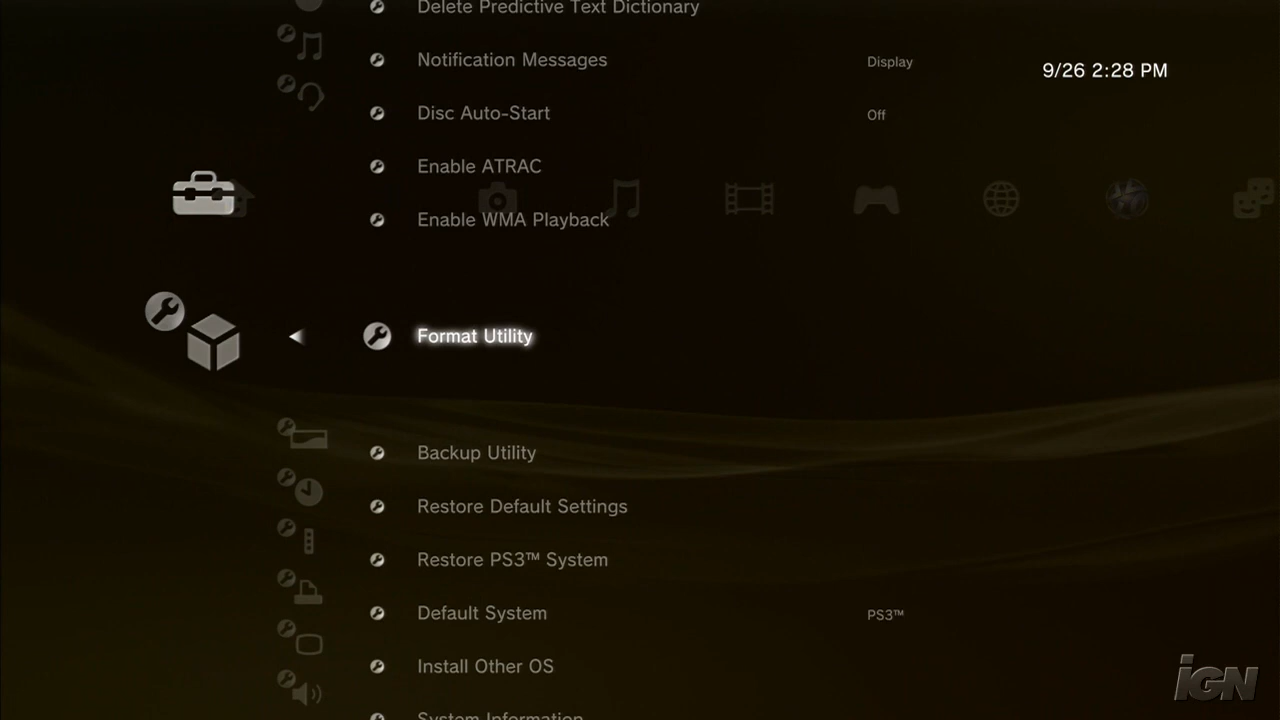 Delete Predictive Text Dictionary
Notification Messages Display
9/26 2:28 PM
Disc Auto-Start Off
Enable ATRAC
Enable WMA Playback
Format Utility
Backup Utility
Restore Default Settings
Restore PS3™ System
Default System PS3™
Install Other OS
System Information
IGN